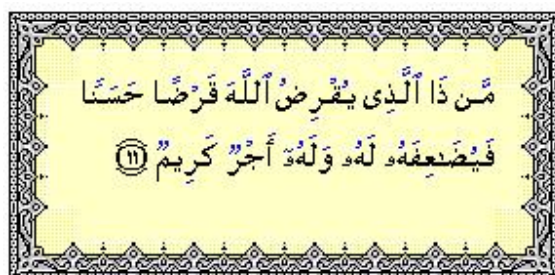 مَّن ذَا ٱلَّذِى يُقْرِضُ ٱللَّهَ قَرْضًا حَسَنًا
فَيُضَـٰعِفَهُۥ لَهُۥ وَلَهُۥٓ أَجْرٌ كَرِيمٌ ١١